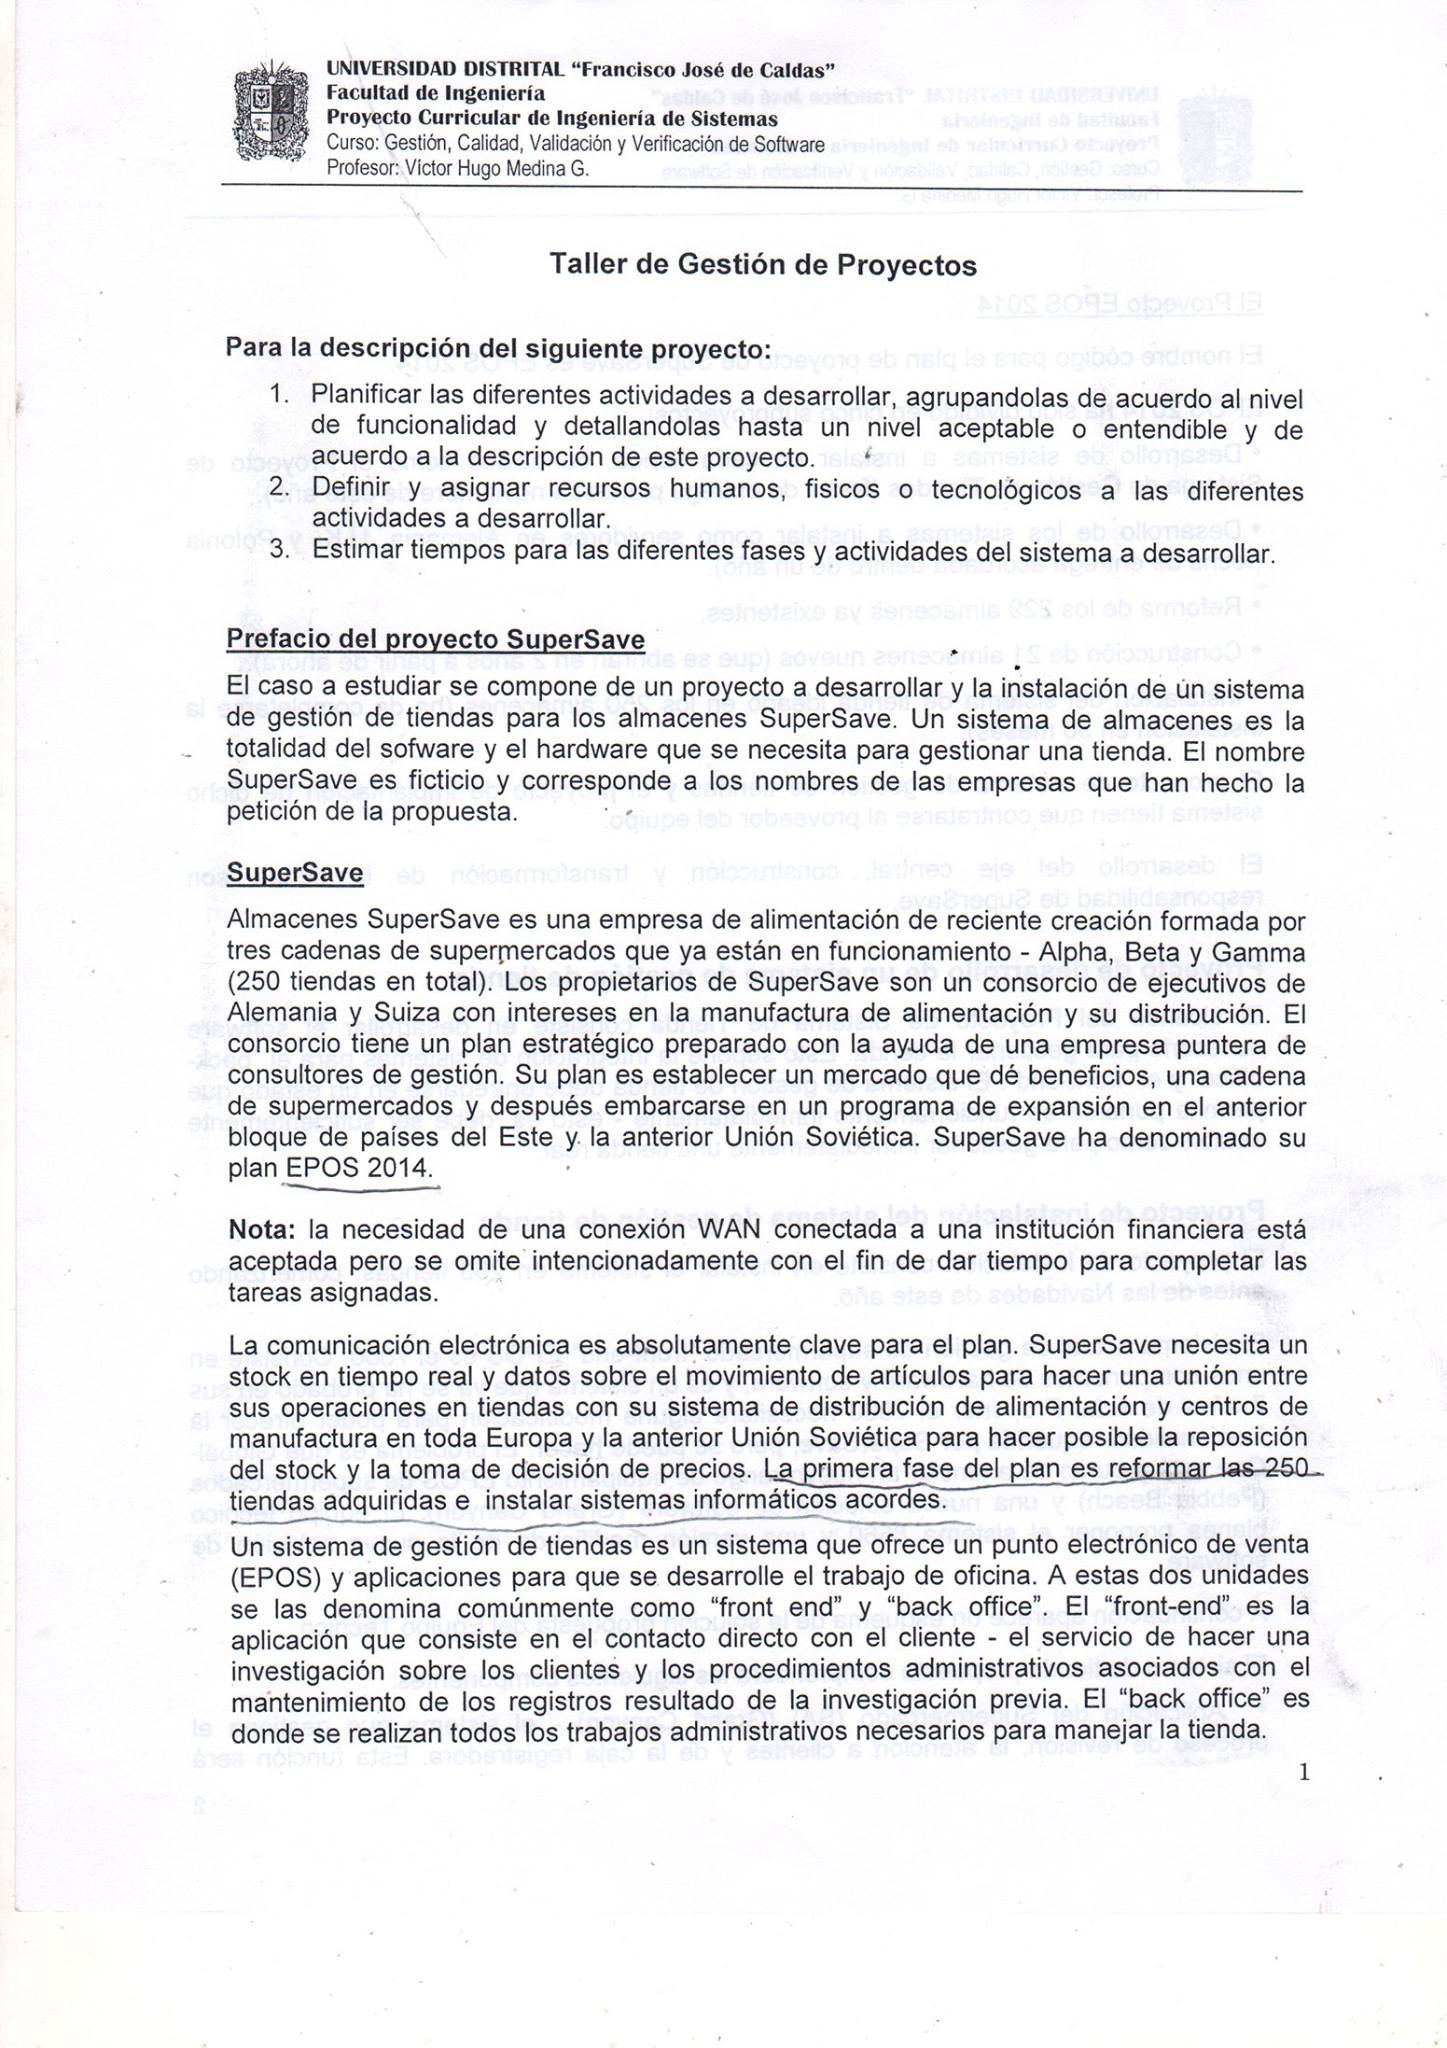 UNIVERSIDAD DISTRITAL “Francisco José de Caldas”
Facultad de Ingeniería
Proyecto Curricular de Ingeniería de Sistemas
Curso: Gestión, Calidad, Validación y Verificación de Software
Profesor: Víctor Hugo Medina G.
Taller de Gestión de Proyectos
Para la descripción del siguiente proyecto:
1. Planificar las diferentes actividades a desarrollar, agrupandolas de acuerdo al nivel
de funcionalidad y detallandolas hasta un nivel aceptable o entendible y de
acuerdo a la descripción de este proyecto.
2. Definir y asignar recursos humanos, fisicos o tecnológicos a las diferentes
actividades a desarrollar.
3. Estimar tiempos para las diferentes fases y actividades del sistema a desarrollar.
Prefacio del proyecto SuperSave
El caso a estudiar se compone de un proyecto a desarrollar y la instalación de un sistema
de gestión de tiendas para los almacenes SuperSave. Un sistema de almacenes es la
totalidad del sofware y el hardware que se necesita para gestionar una tienda. El nombre
SuperSave es ficticio y corresponde a los nombres de las empresas que han hecho la
petición de la propuesta.
SuperSave
Almacenes SuperSave es una empresa de alimentación de reciente creación formada por
tres cadenas de supermercados que ya están en funcionamiento - Alpha, Beta y Gamma
(250 tiendas en total). Los propietarios de SuperSave son un consorcio de ejecutivos de
Alemania y Suiza con intereses en la manufactura de alimentación y su distribución. El
consorcio tiene un plan estratégico preparado con la ayuda de una empresa puntera de
consultores de gestión. Su plan es establecer un mercado que dé beneficios, una cadena
de supermercados y después embarcarse en un programa de expansión en el anterior
bloque de países del Este y la anterior Unión Soviética. SuperSave ha denominado su
plan EPOS 2014.
Nota: la necesidad de una conexión WAN conectada a una institución financiera está
aceptada pero se omite intencionadamente con el fin de dar tiempo para completar las
tareas asignadas.
La comunicación electrónica es absolutamente clave para el plan. SuperSave necesita un
stock en tiempo real y datos sobre el movimiento de artículos para hacer una unión entre
sus operaciones en tiendas con su sistema de distribución de alimentación y centros de
manufactura en toda Europa y la anterior Unión Soviética para hacer posible la reposición
del stock y la toma de decisión de precios. La primera fase del plan es reformar las 250
tiendas adquiridas e instalar sistemas informáticos acordes.
Un sistema de gestión de tiendas es un sistema que ofrece un punto electrónico de venta
(EPOS) y aplicaciones para que se desarrolle el trabajo de oficina. A estas dos unidades
se las denomina comúnmente como “front end” y “back office”. El “front-end” es la
aplicación que consiste en el contacto directo con el cliente - el servicio de hacer una
investigación sobre los clientes y los procedimientos administrativos asociados con el
mantenimiento de los registros resultado de la investigación previa. El “back office” es
donde se realizan todos los trabajos administrativos necesarios para manejar la tienda.
1